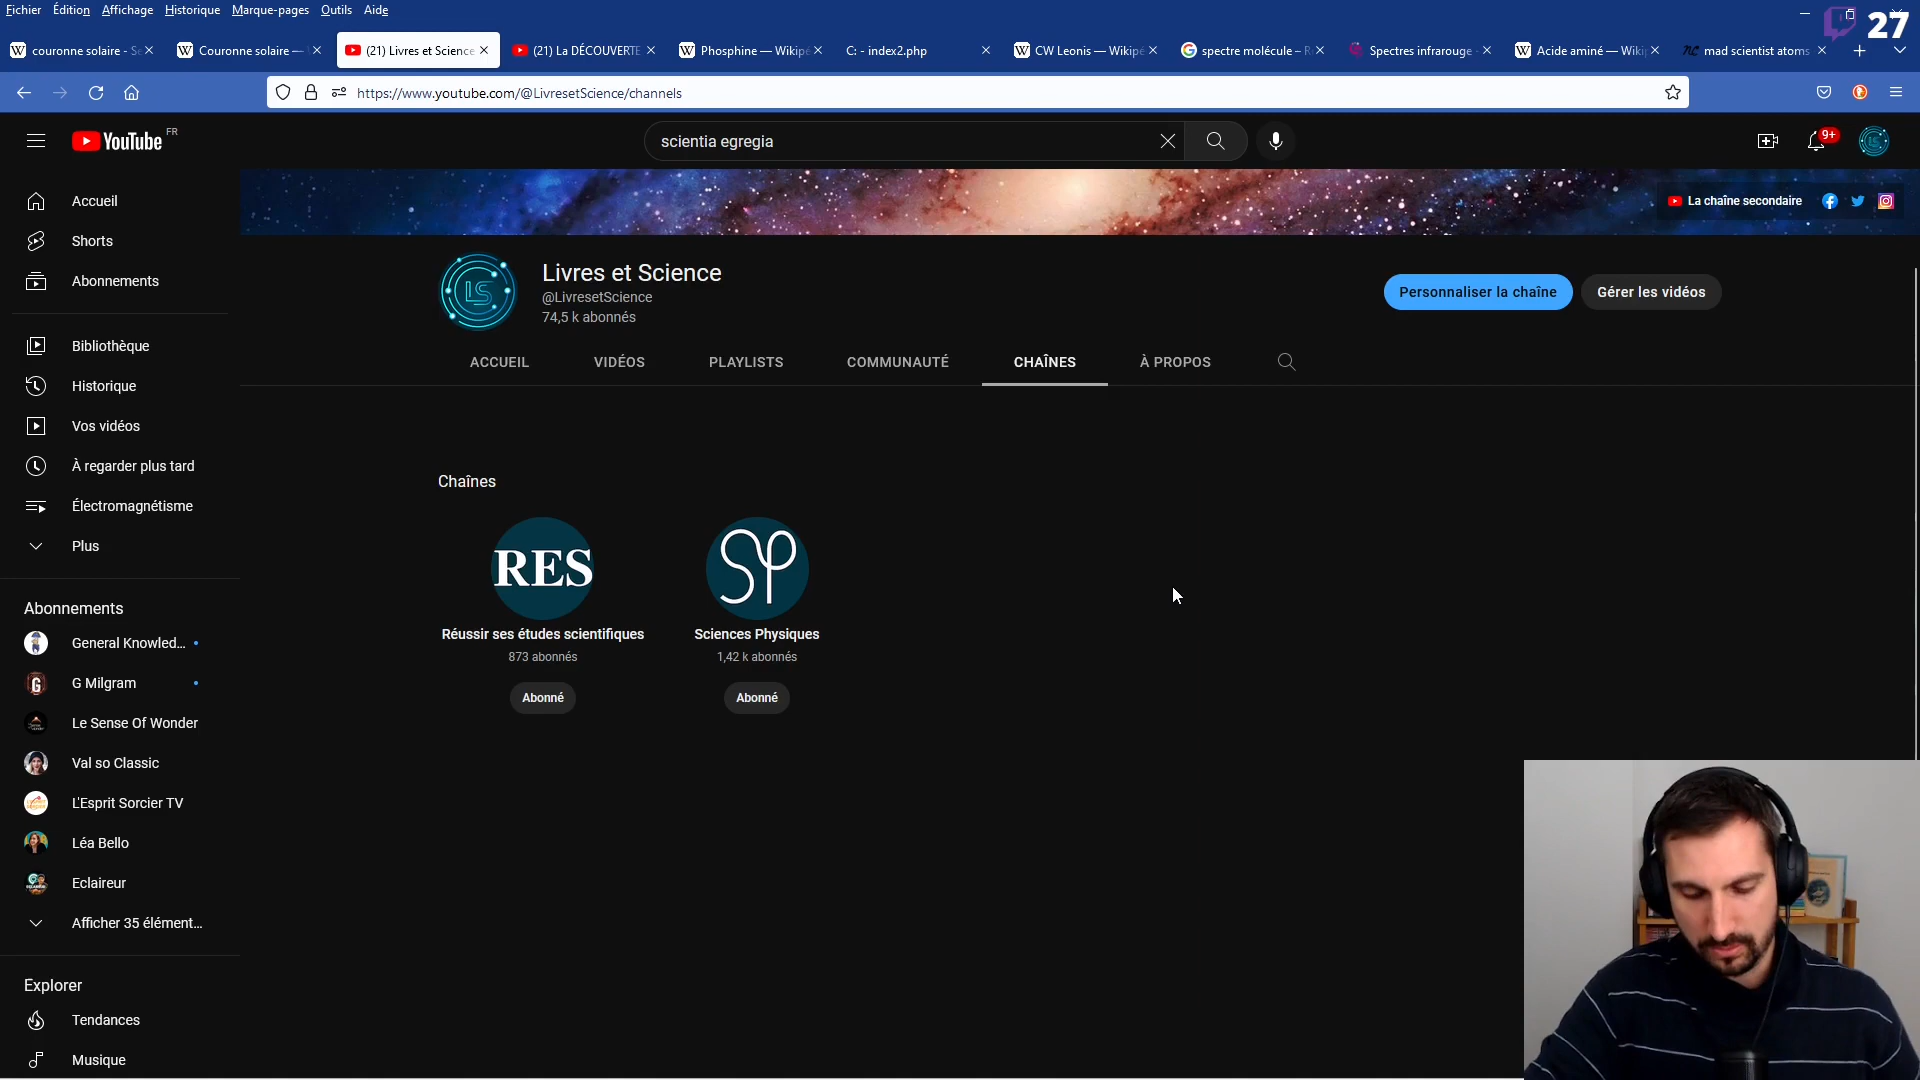 Fichier Édition Affichage Historique Marque-pages Outils Aide
27
couronne solaire - Se
Couronne solaire —
(21) Livres et Science
(21) La DÉCOUVERTE
Phosphine — Wikipé
C: - index2.php
CW Leonis — Wikipé
spectre molécule – R
Spectres infrarouge -
Acide aminé — Wiki
mad scientist atoms
https://www.youtube.com/@LivresetScience/channels
YouTube FR
scientia egregia
9+
Accueil
Shorts
Abonnements
Bibliothèque
Historique
Vos vidéos
À regarder plus tard
Électromagnétisme
Plus
Abonnements
General Knowled...
G Milgram
Le Sense Of Wonder
Val so Classic
L'Esprit Sorcier TV
Léa Bello
Eclaireur
Afficher 35 élément...
Explorer
Tendances
Musique
La chaîne secondaire
LS
Livres et Science
@LivresetScience
74,5 k abonnés
Personnaliser la chaîne
Gérer les vidéos
ACCUEIL VIDÉOS PLAYLISTS COMMUNAUTÉ CHAÎNES À PROPOS
Chaînes
RES
Réussir ses études scientifiques
873 abonnés
Abonné
SP
Sciences Physiques
1,42 k abonnés
Abonné